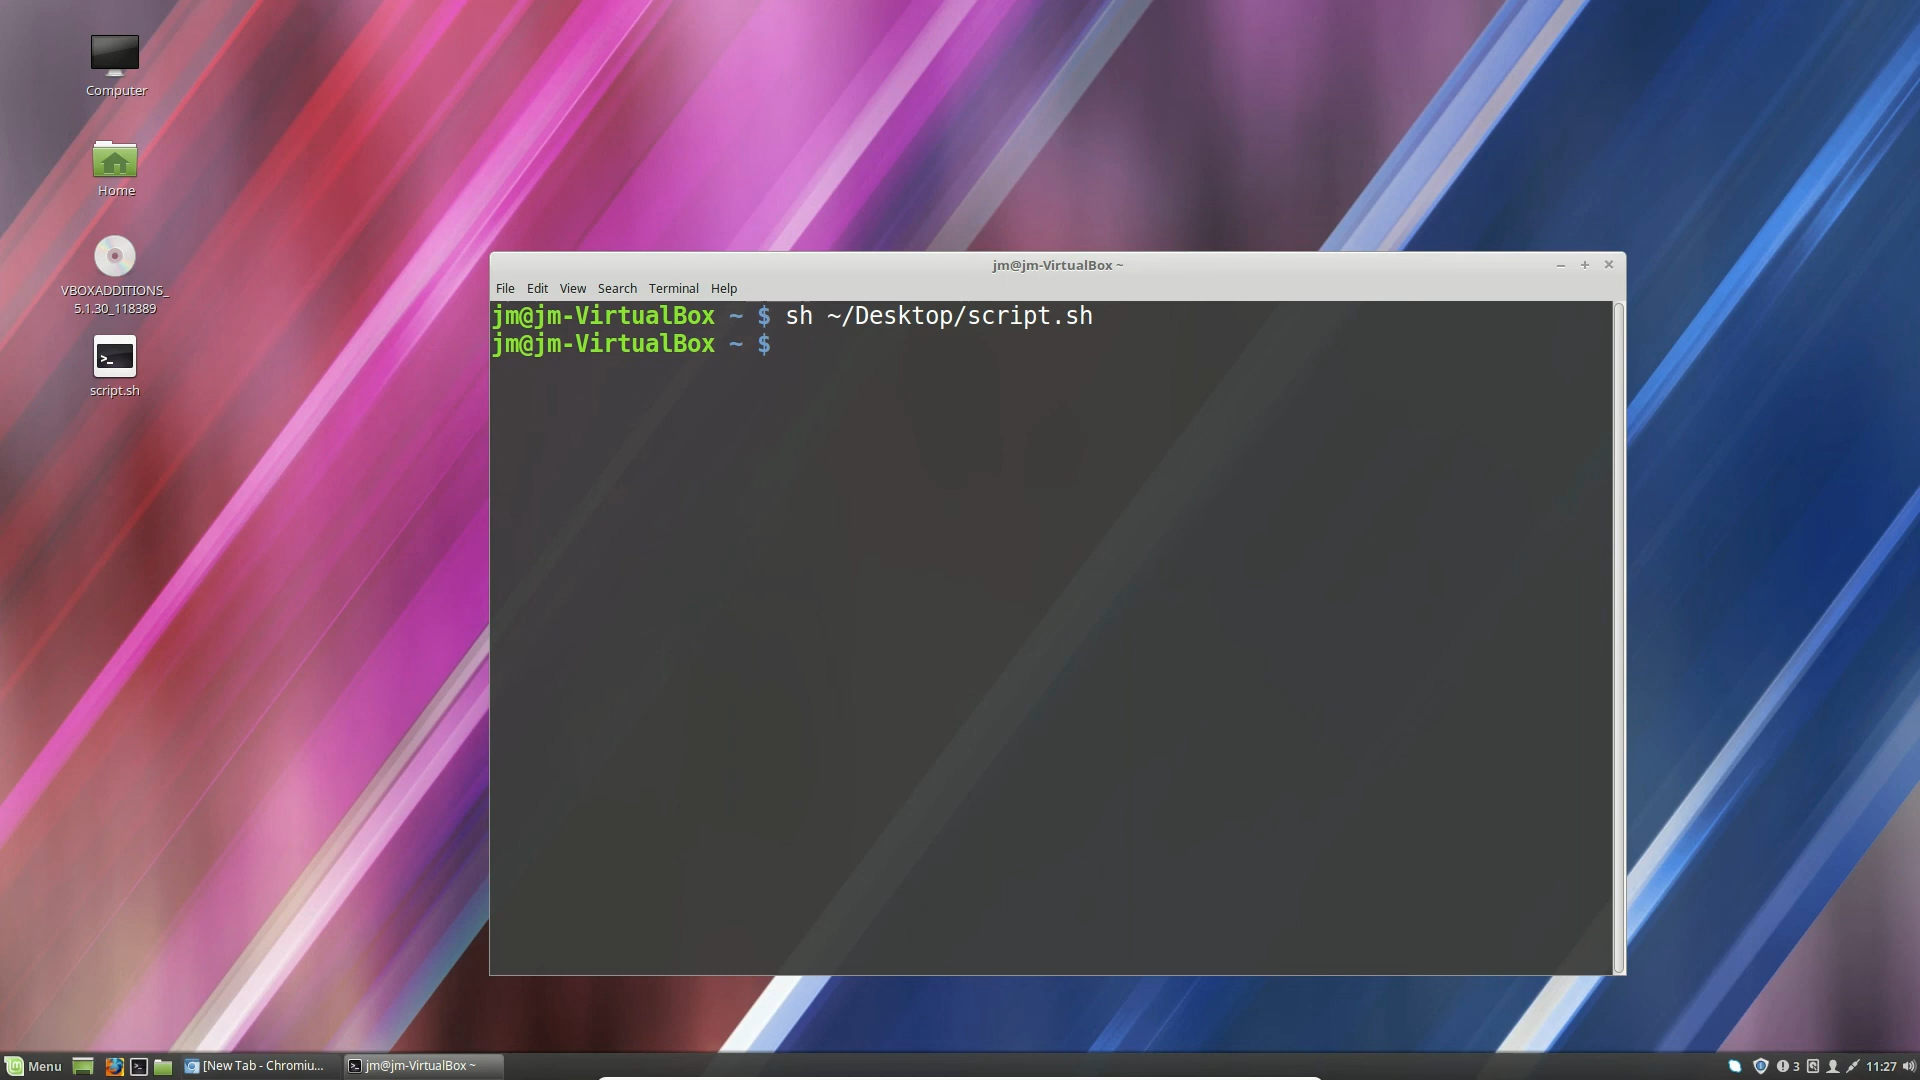 Computer
Home
VBOXADDITIONS_
5.1.30_118389
script.sh
jm@jm-VirtualBox ~
File Edit View Search Terminal Help
jm@jm-VirtualBox ~ $ sh ~/Desktop/script.sh
jm@jm-VirtualBox ~ $
Menu
[New Tab - Chromiu...
jm@jm-VirtualBox ~
3
11:27